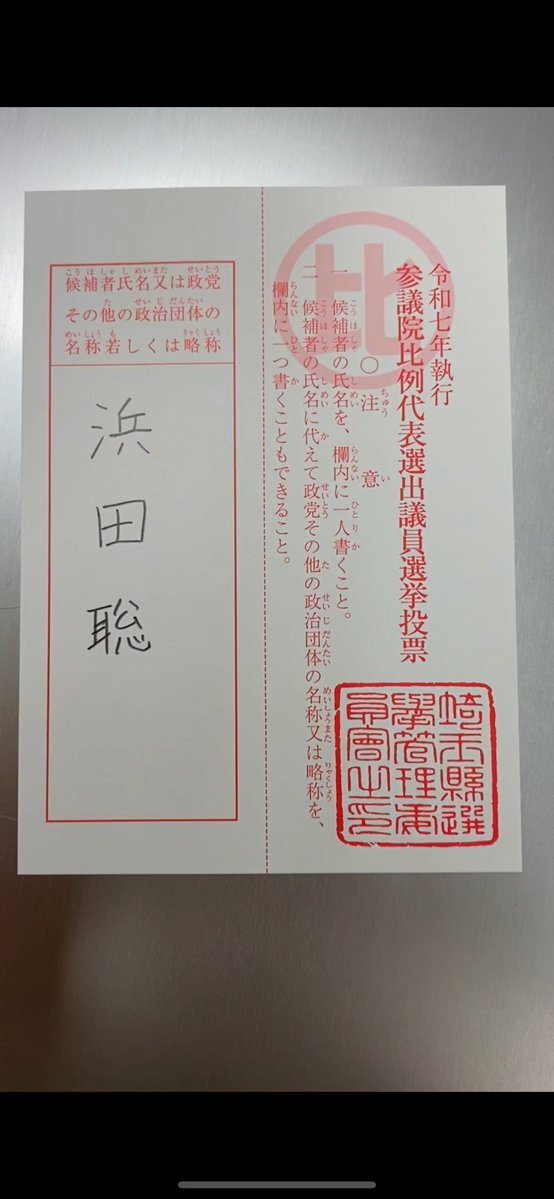 令和七年執行
参議院比例代表選出議員選挙投票
比
〇注意
一 候補者の氏名を、欄内に一人書くこと。
二 候補者の氏名に代えて政党その他の政治団体の名称又は略称を、
欄内に一つ書くこともできること。
埼玉縣選
擧管理委
員會之印
候補者氏名又は政党
その他の政治団体の
名称若しくは略称
浜田聡